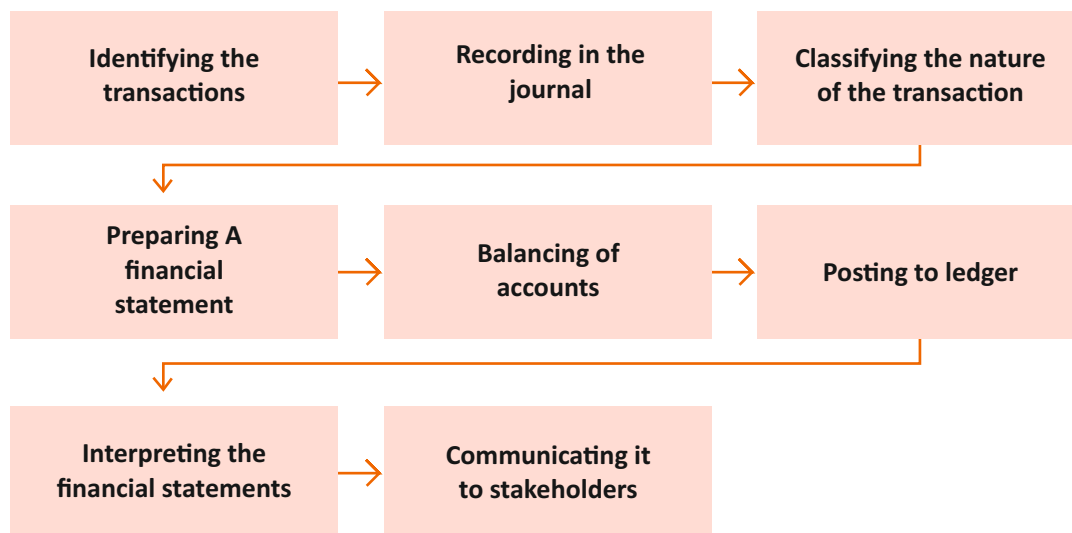 Identifying the
transactions
Recording in the
journal
Classifying the nature
of the transaction
Preparing A
financial
statement
Balancing of
accounts
Posting to ledger
Interpreting the
financial statements
Communicating it
to stakeholders